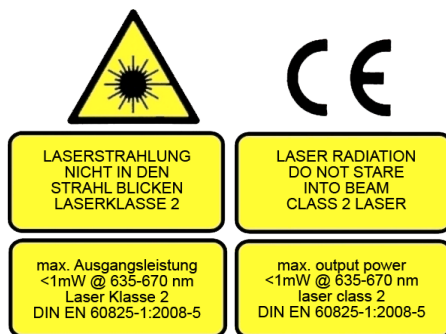 CE
LASERSTRAHLUNG
NICHT IN DEN
STRAHL BLICKEN
LASERKLASSE 2
LASER RADIATION
DO NOT STARE
INTO BEAM
CLASS 2 LASER
max. Ausgangsleistung
<1mW @ 635-670 nm
Laser Klasse 2
DIN EN 60825-1:2008-5
max. output power
<1mW @ 635-670 nm
laser class 2
DIN EN 60825-1:2008-5